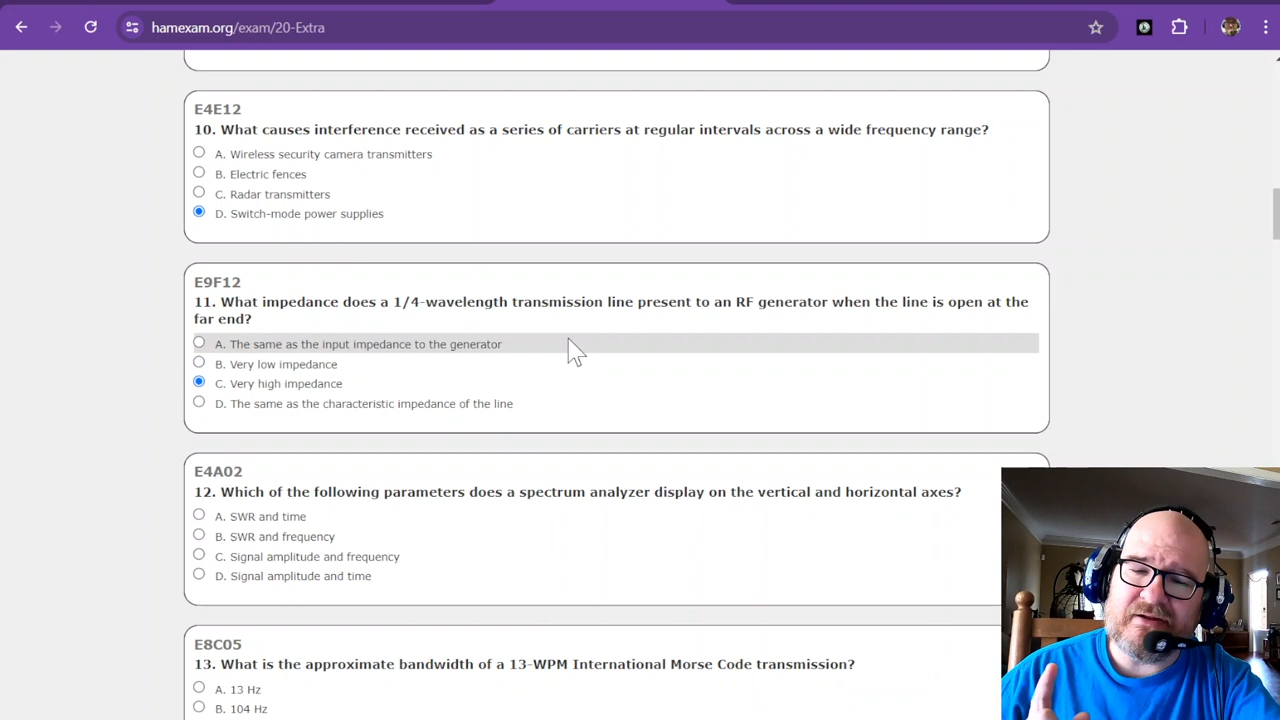 hamexam.org/exam/20-Extra
E4E12
10. What causes interference received as a series of carriers at regular intervals across a wide frequency range?
A. Wireless security camera transmitters
B. Electric fences
C. Radar transmitters
D. Switch-mode power supplies
E9F12
11. What impedance does a 1/4-wavelength transmission line present to an RF generator when the line is open at the
far end?
A. The same as the input impedance to the generator
B. Very low impedance
C. Very high impedance
D. The same as the characteristic impedance of the line
E4A02
12. Which of the following parameters does a spectrum analyzer display on the vertical and horizontal axes?
A. SWR and time
B. SWR and frequency
C. Signal amplitude and frequency
D. Signal amplitude and time
E8C05
13. What is the approximate bandwidth of a 13-WPM International Morse Code transmission?
A. 13 Hz
B. 104 Hz